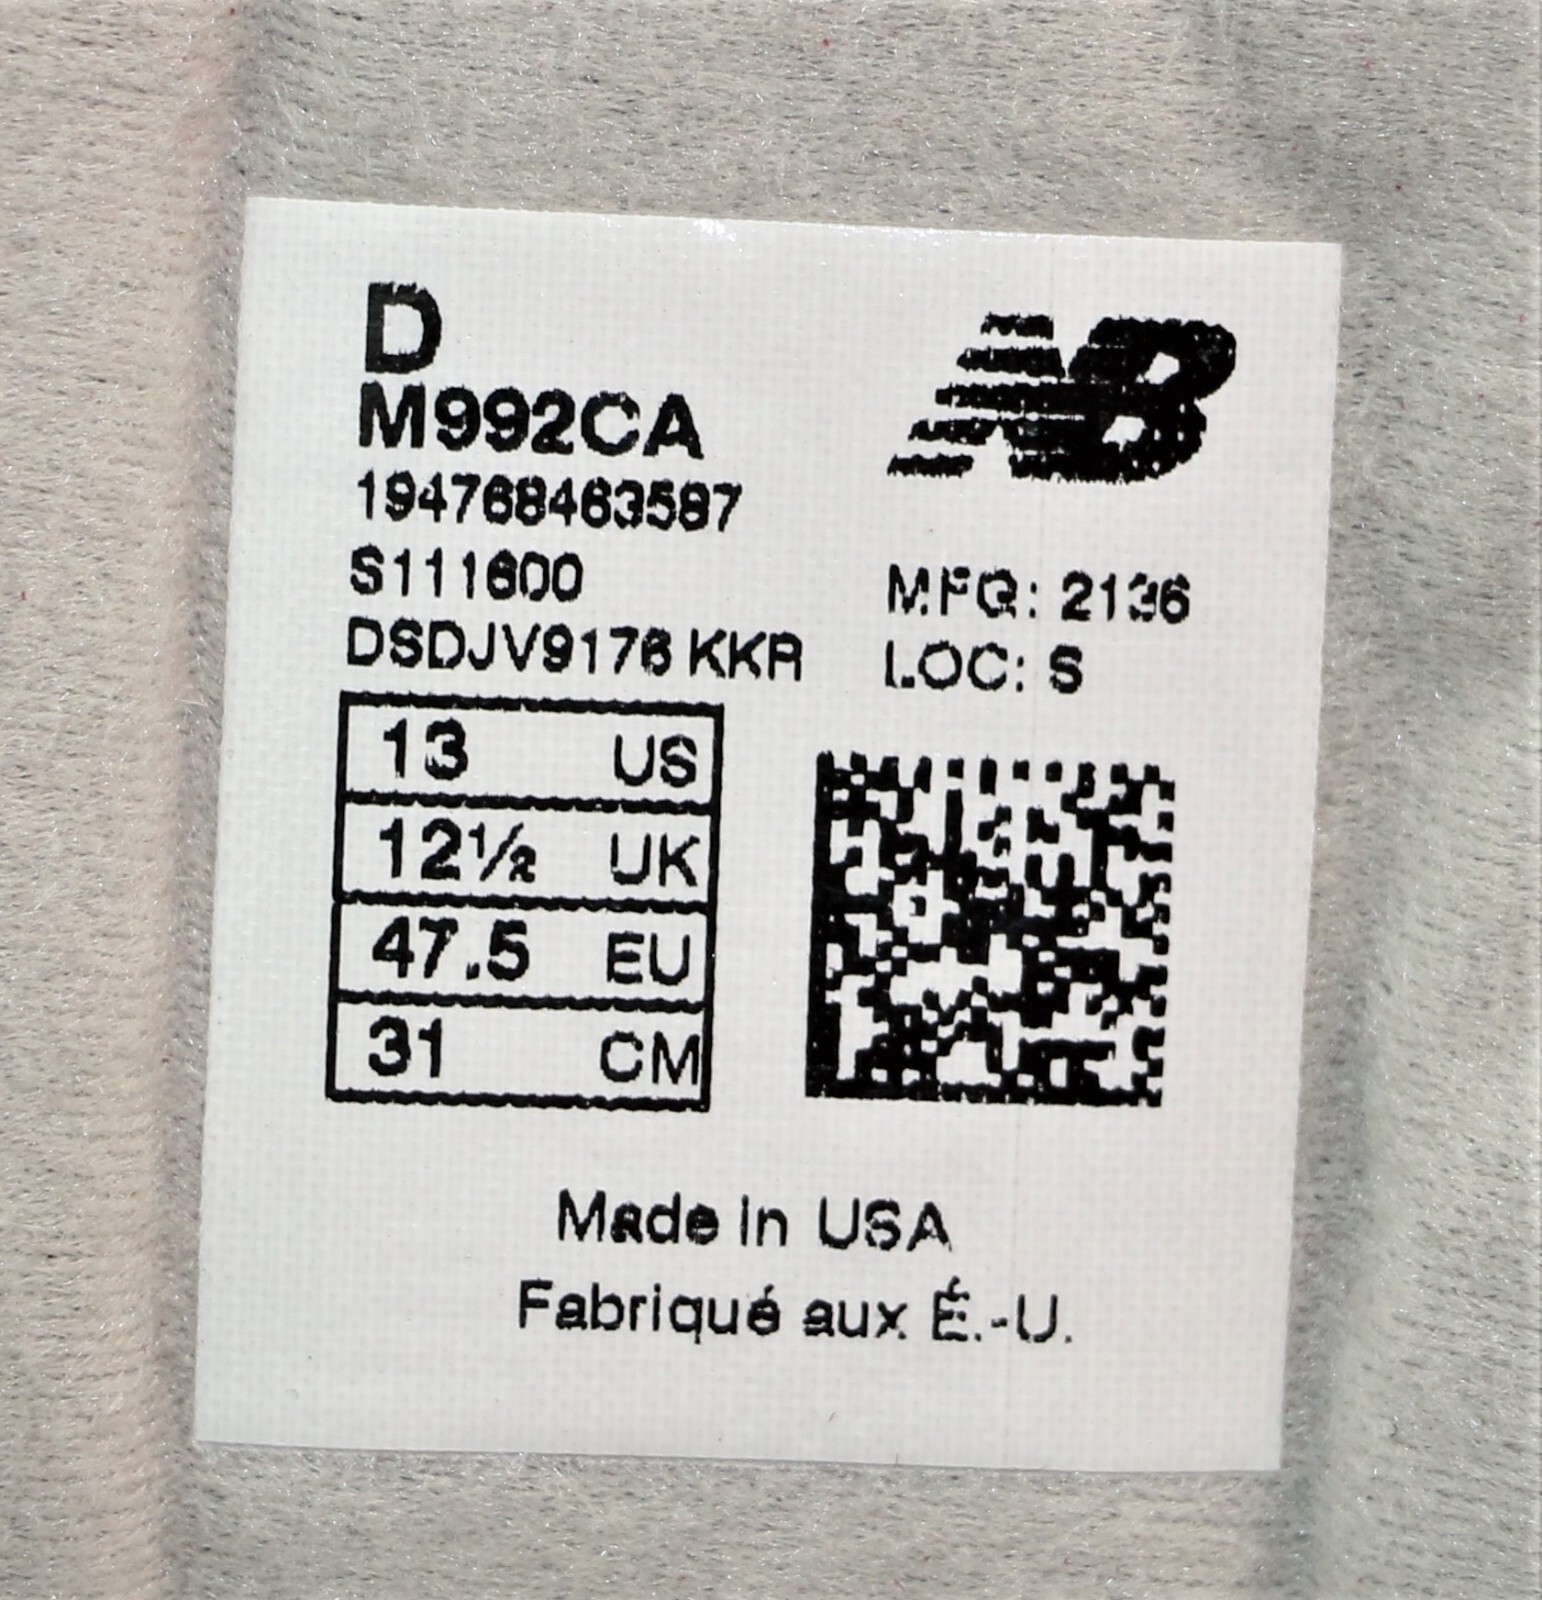 D
NB
M992CA
194768463587
S111600
MFG: 2136
DSDJV9176 KKR
LOC: S
13 US
12½ UK
47.5 EU
31 CM
Made in USA
Fabriqué aux É.-U.